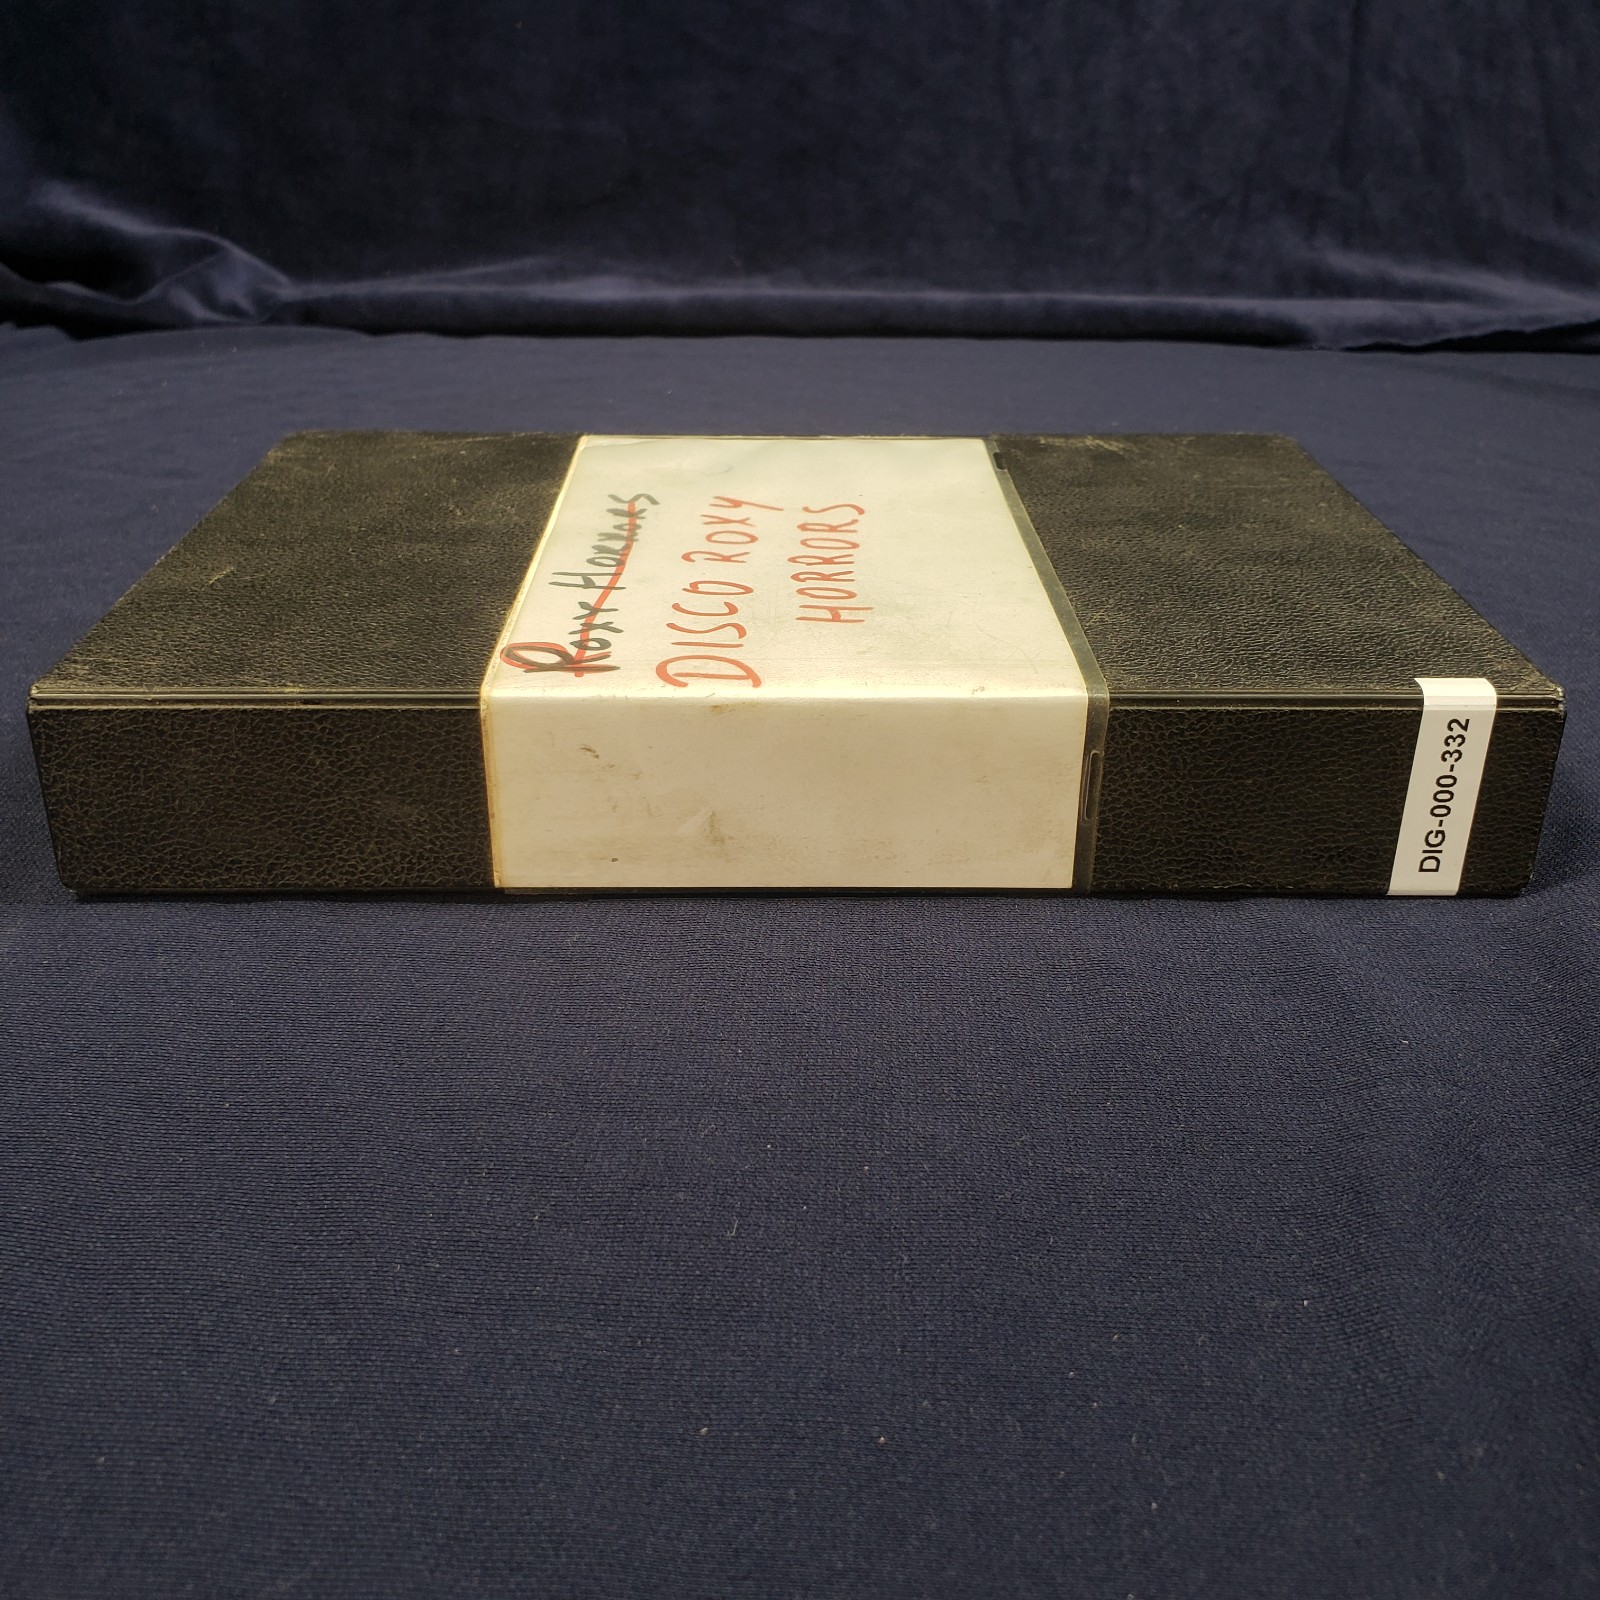 Roxy Horrors
DISCO ROXY
HORRORS
DIG-000-332